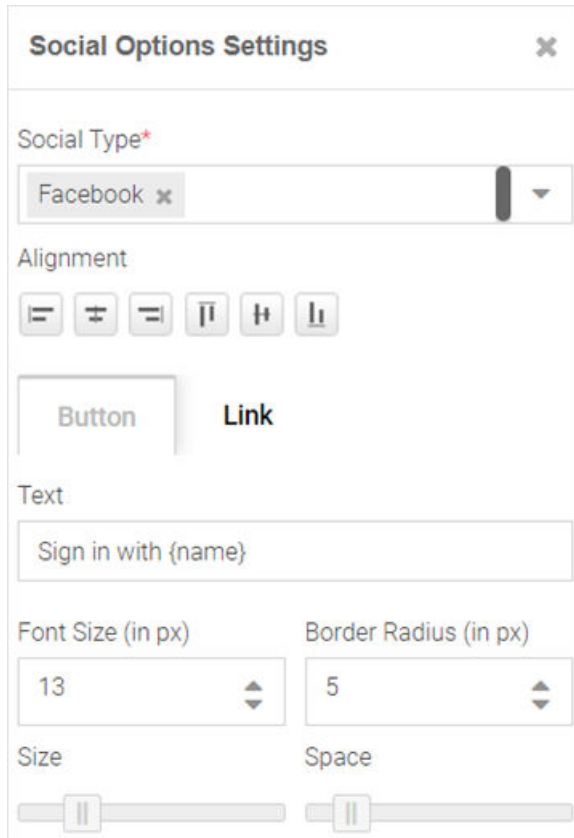 Social Options Settings
Social Type*
Facebook
Alignment
Button Link
Text
Sign in with {name}
Font Size (in px) Border Radius (in px)
13 5
Size Space